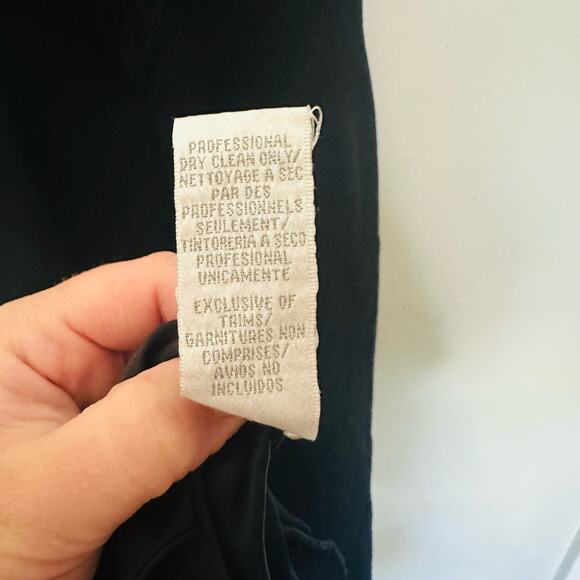 PROFESSIONAL
DRY CLEAN ONLY/
NETTOYAGE A SEC
PAR DES
PROFESSIONNELS
SEULEMENT/
TINTORERIA A SECO
PROFESIONAL
UNICAMENTE
EXCLUSIVE OF
TRIMS/
GARNITURES NON
COMPRISES/
AVIOS NO
INCLUIDOS